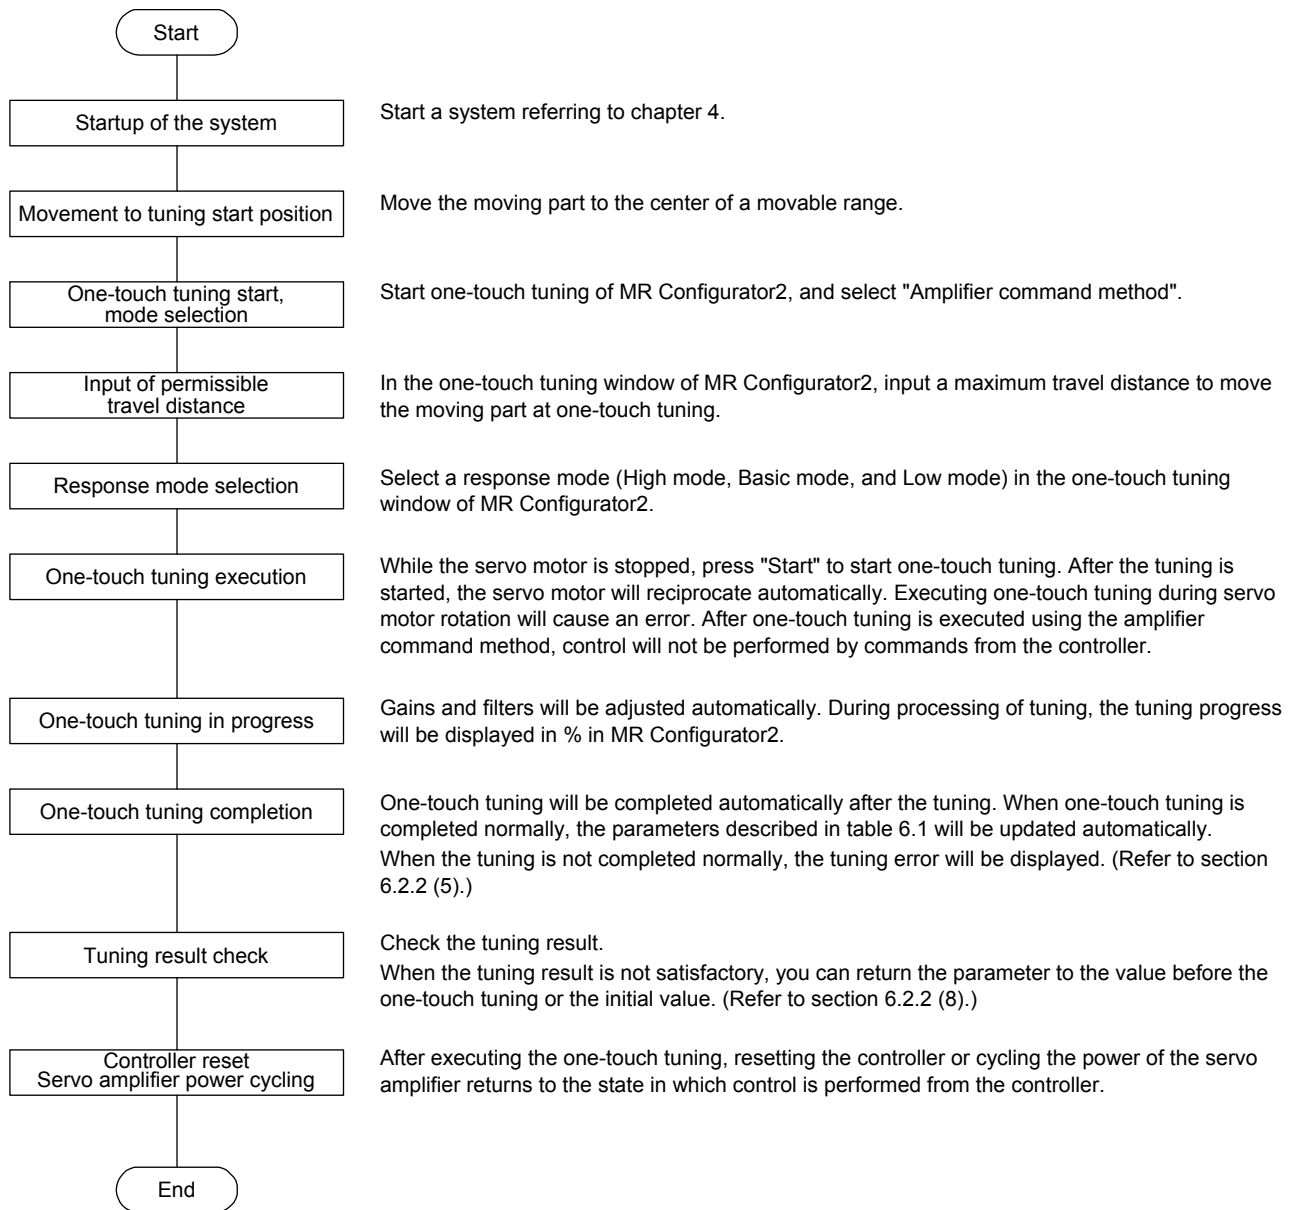 Start
Startup of the system
Start a system referring to chapter 4.
Movement to tuning start position
Move the moving part to the center of a movable range.
One-touch tuning start,
mode selection
Start one-touch tuning of MR Configurator2, and select "Amplifier command method".
Input of permissible
travel distance
In the one-touch tuning window of MR Configurator2, input a maximum travel distance to move
the moving part at one-touch tuning.
Response mode selection
Select a response mode (High mode, Basic mode, and Low mode) in the one-touch tuning
window of MR Configurator2.
One-touch tuning execution
While the servo motor is stopped, press "Start" to start one-touch tuning. After the tuning is
started, the servo motor will reciprocate automatically. Executing one-touch tuning during servo
motor rotation will cause an error. After one-touch tuning is executed using the amplifier
command method, control will not be performed by commands from the controller.
One-touch tuning in progress
Gains and filters will be adjusted automatically. During processing of tuning, the tuning progress
will be displayed in % in MR Configurator2.
One-touch tuning completion
One-touch tuning will be completed automatically after the tuning. When one-touch tuning is
completed normally, the parameters described in table 6.1 will be updated automatically.
When the tuning is not completed normally, the tuning error will be displayed. (Refer to section
6.2.2 (5).)
Tuning result check
Check the tuning result.
When the tuning result is not satisfactory, you can return the parameter to the value before the
one-touch tuning or the initial value. (Refer to section 6.2.2 (8).)
Controller reset
Servo amplifier power cycling
After executing the one-touch tuning, resetting the controller or cycling the power of the servo
amplifier returns to the state in which control is performed from the controller.
End